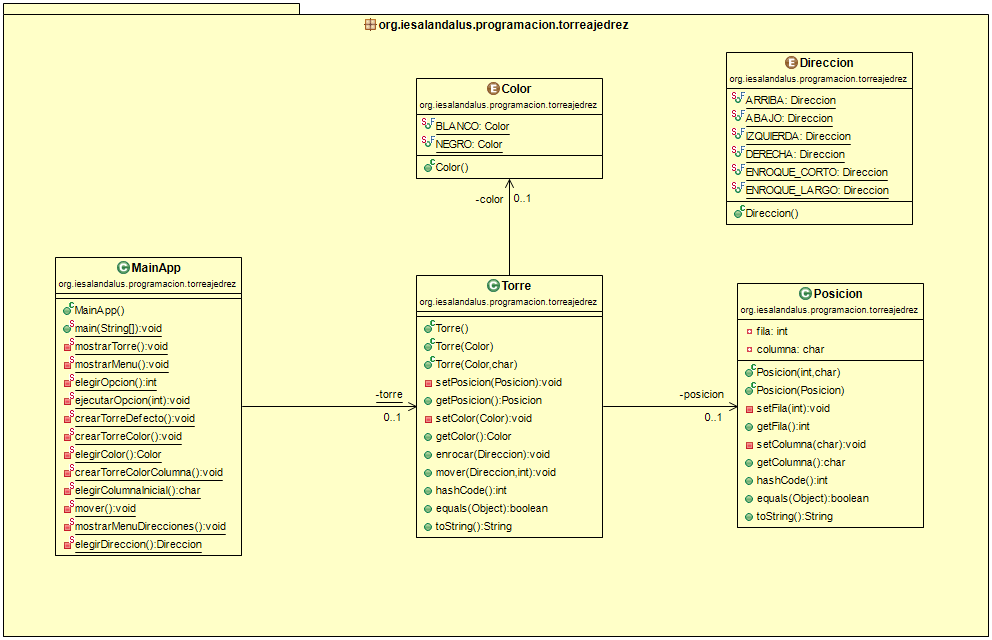 org.iesalandalus.programacion.torreajedrez
E Color
org.iesalandalus.programacion.torreajedrez
BLANCO: Color
NEGRO: Color
Color()
E Direccion
org.iesalandalus.programacion.torreajedrez
ARRIBA: Direccion
ABAJO: Direccion
IZQUIERDA: Direccion
DERECHA: Direccion
ENROQUE_CORTO: Direccion
ENROQUE_LARGO: Direccion
Direccion()
-color 0..1
C MainApp
org.iesalandalus.programacion.torreajedrez
MainApp()
main(String[]):void
mostrarTorre():void
mostrarMenu():void
elegirOpcion():int
ejecutarOpcion(int):void
crearTorreDefecto():void
crearTorreColor():void
elegirColor():Color
crearTorreColorColumna():void
elegirColumnaInicial():char
mover():void
mostrarMenuDirecciones():void
elegirDireccion():Direccion
-torre
0..1
C Torre
org.iesalandalus.programacion.torreajedrez
Torre()
Torre(Color)
Torre(Color,char)
setPosicion(Posicion):void
getPosicion():Posicion
setColor(Color):void
getColor():Color
enrocar(Direccion):void
mover(Direccion,int):void
hashCode():int
equals(Object):boolean
toString():String
-posicion
0..1
C Posicion
org.iesalandalus.programacion.torreajedrez
fila: int
columna: char
Posicion(int,char)
Posicion(Posicion)
setFila(int):void
getFila():int
setColumna(char):void
getColumna():char
hashCode():int
equals(Object):boolean
toString():String